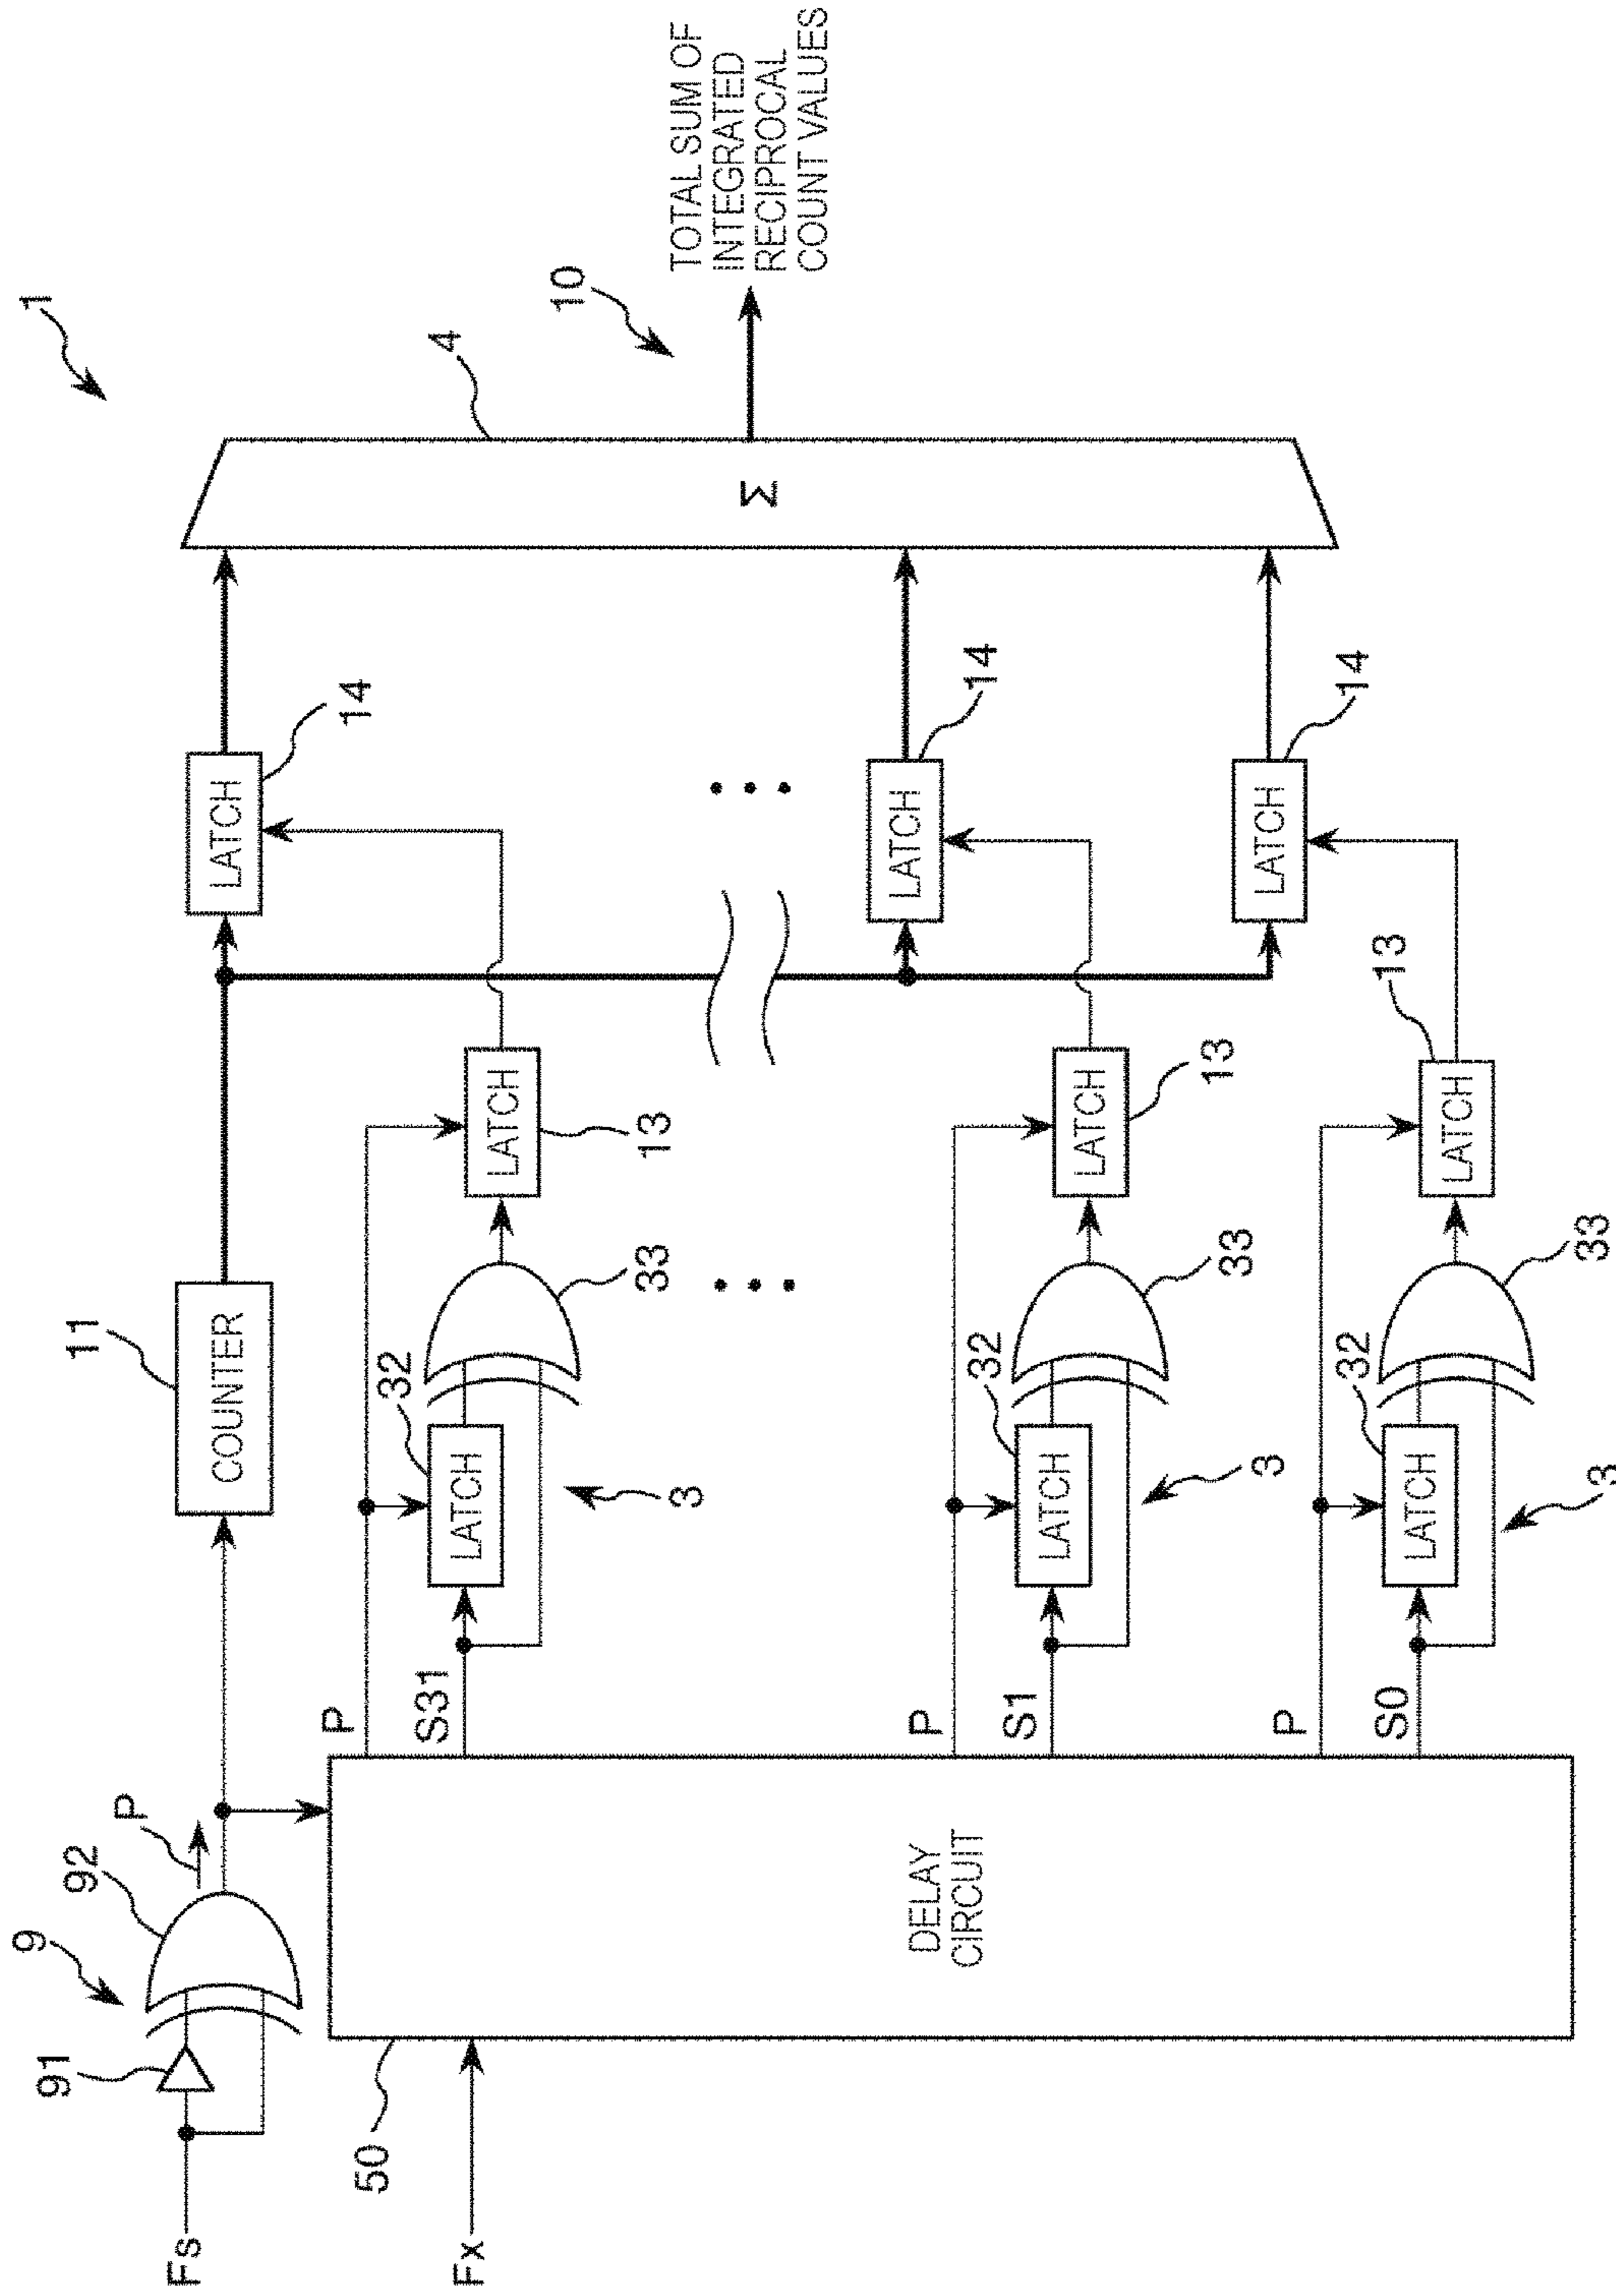 1
Fs
91
9
92
P
11
COUNTER
LATCH
14
4
Fx
50
DELAY
CIRCUIT
P
S31
32
LATCH
3
33
LATCH
13
Σ
10
TOTAL SUM OF
INTEGRATED
RECIPROCAL
COUNT VALUES
P
S1
32
LATCH
3
33
LATCH
13
LATCH
14
P
S0
32
LATCH
3
33
LATCH
13
LATCH
14